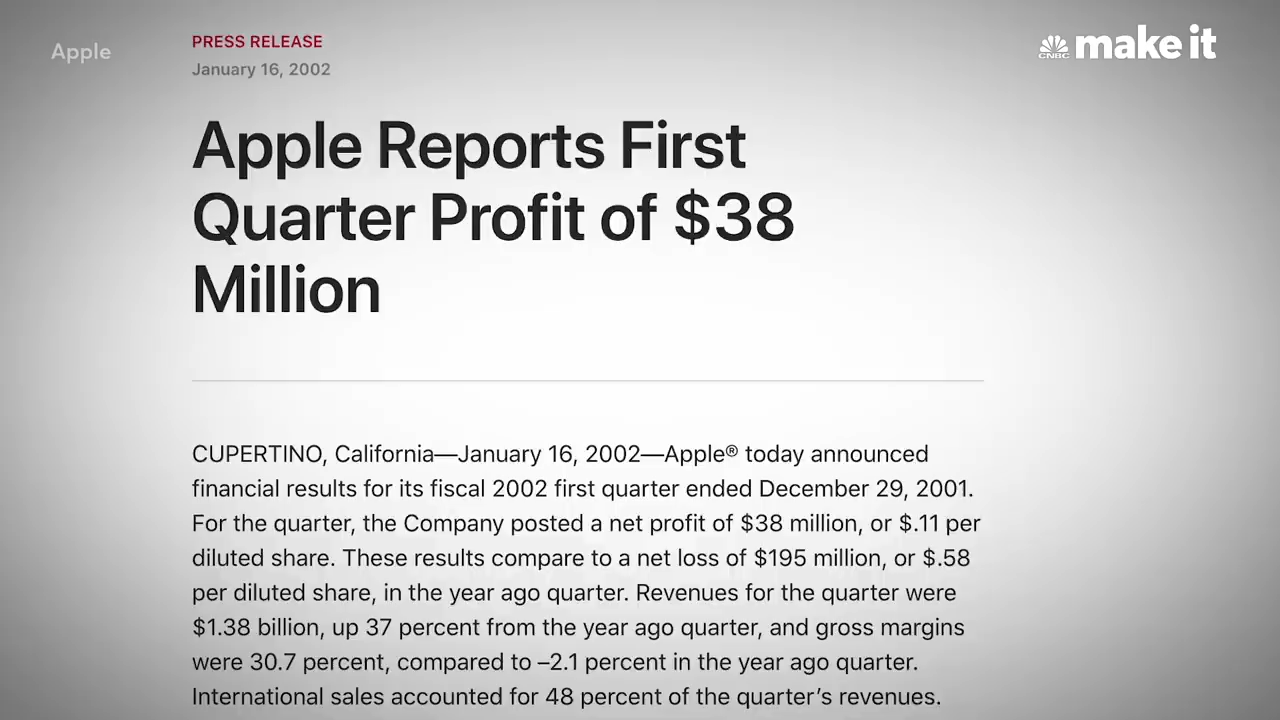 Apple
PRESS RELEASE
January 16, 2002
CNBC make it
Apple Reports First
Quarter Profit of $38
Million
CUPERTINO, California—January 16, 2002—Apple® today announced
financial results for its fiscal 2002 first quarter ended December 29, 2001.
For the quarter, the Company posted a net profit of $38 million, or $.11 per
diluted share. These results compare to a net loss of $195 million, or $.58
per diluted share, in the year ago quarter. Revenues for the quarter were
$1.38 billion, up 37 percent from the year ago quarter, and gross margins
were 30.7 percent, compared to –2.1 percent in the year ago quarter.
International sales accounted for 48 percent of the quarter’s revenues.